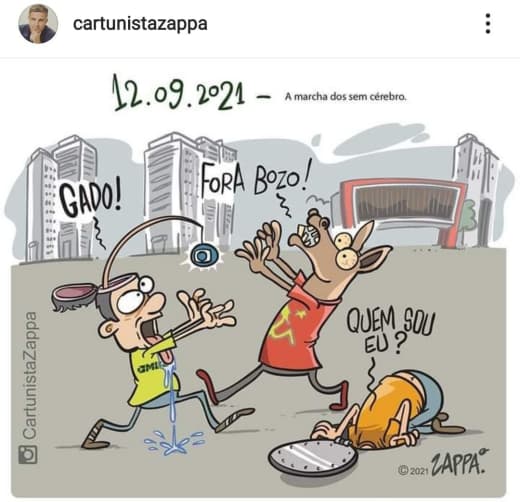 cartunistazappa
12.09.2021 – A marcha dos sem cérebro.
GADO!
FORA BOZO!
QUEM SOU
EU?
CartunistaZappa
© 2021 ZAPPA.